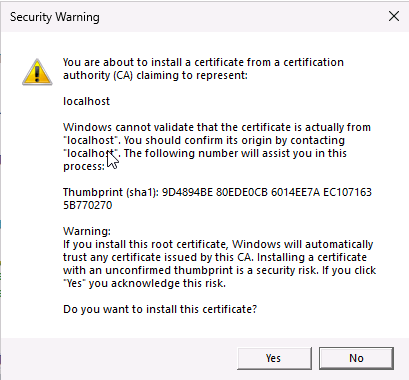 Security Warning
You are about to install a certificate from a certification
authority (CA) claiming to represent:
localhost
Windows cannot validate that the certificate is actually from
"localhost". You should confirm its origin by contacting
"localhost". The following number will assist you in this
process:
Thumbprint (sha1): 9D4894BE 80EDE0CB 6014EE7A EC107163
5B770270
Warning:
If you install this root certificate, Windows will automatically
trust any certificate issued by this CA. Installing a certificate
with an unconfirmed thumbprint is a security risk. If you click
"Yes" you acknowledge this risk.
Do you want to install this certificate?
Yes
No